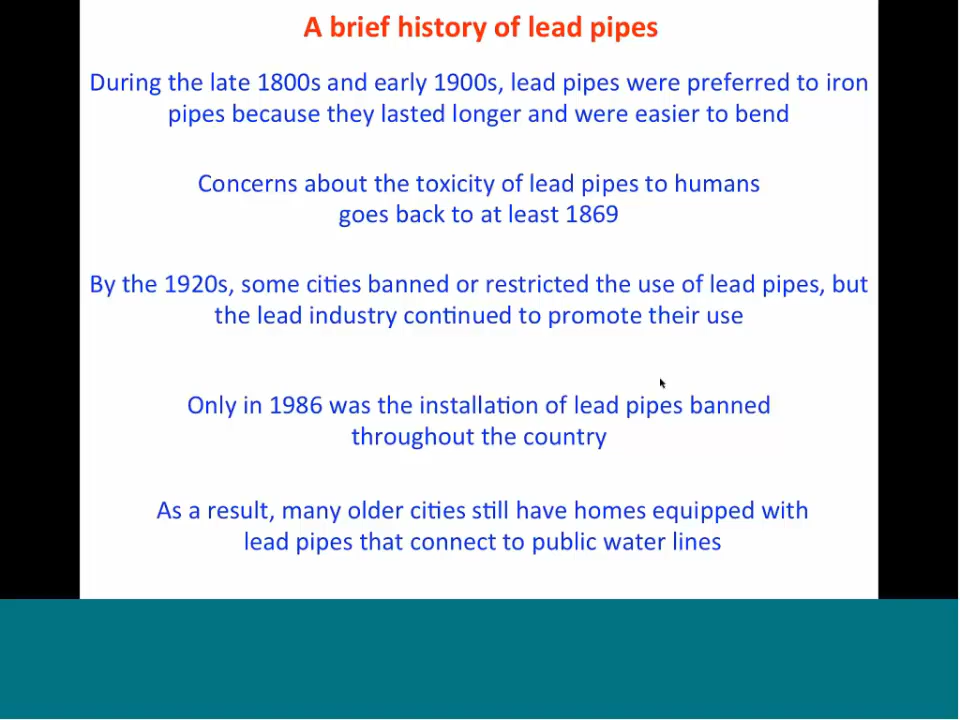 A brief history of lead pipes
During the late 1800s and early 1900s, lead pipes were preferred to iron
pipes because they lasted longer and were easier to bend
Concerns about the toxicity of lead pipes to humans
goes back to at least 1869
By the 1920s, some cities banned or restricted the use of lead pipes, but
the lead industry continued to promote their use
Only in 1986 was the installation of lead pipes banned
throughout the country
As a result, many older cities still have homes equipped with
lead pipes that connect to public water lines